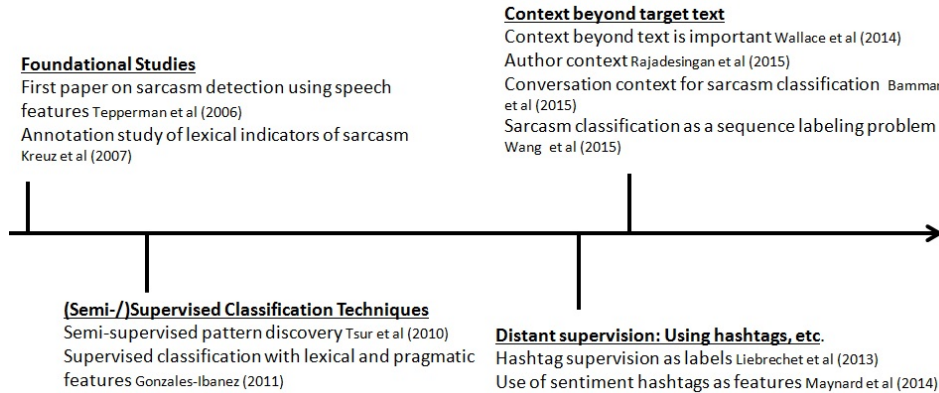 Foundational Studies
First paper on sarcasm detection using speech
features Tepperman et al (2006)
Annotation study of lexical indicators of sarcasm
Kreuz et al (2007)
Context beyond target text
Context beyond text is important Wallace et al (2014)
Author context Rajadesingan et al (2015)
Conversation context for sarcasm classification Bamman
et al (2015)
Sarcasm classification as a sequence labeling problem
Wang et al (2015)
(Semi-/)Supervised Classification Techniques
Semi-supervised pattern discovery Tsur et al (2010)
Supervised classification with lexical and pragmatic
features Gonzales-Ibanez (2011)
Distant supervision: Using hashtags, etc.
Hashtag supervision as labels Liebrechet et al (2013)
Use of sentiment hashtags as features Maynard et al (2014)